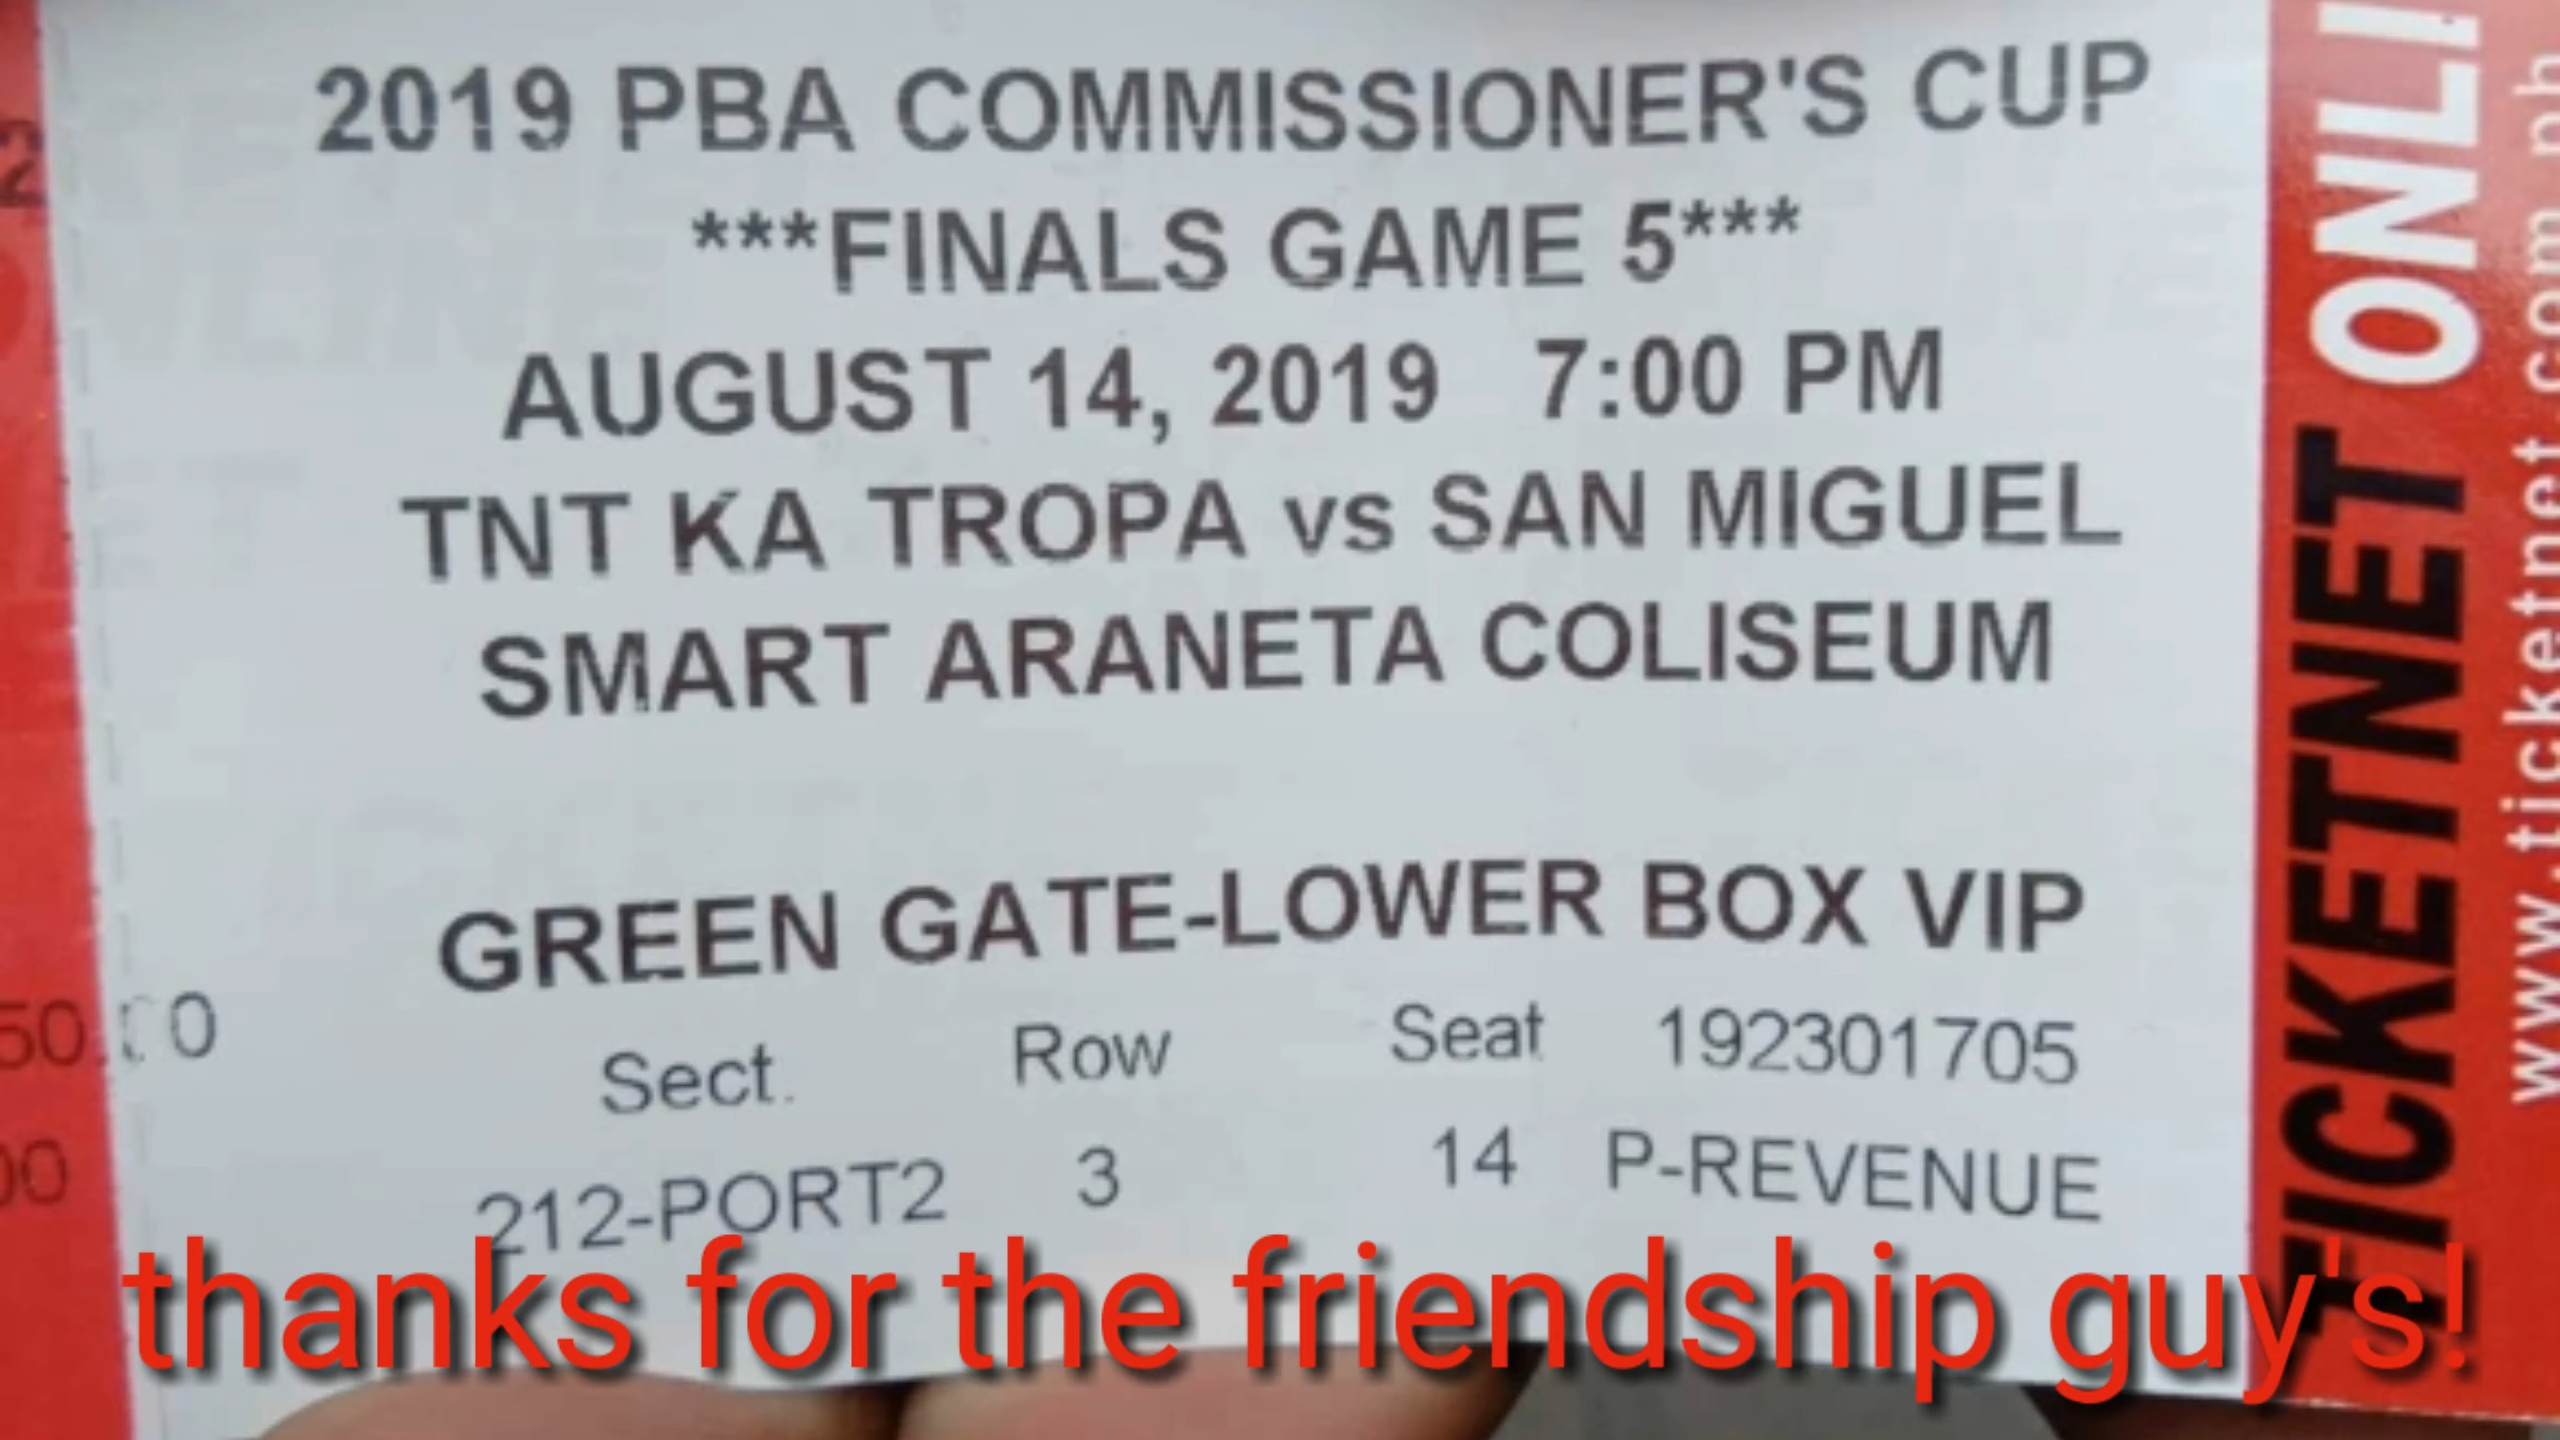 2019 PBA COMMISSIONER'S CUP
***FINALS GAME 5***
AUGUST 14, 2019 7:00 PM
TNT KA TROPA vs SAN MIGUEL
SMART ARANETA COLISEUM
GREEN GATE-LOWER BOX VIP
Sect. Row Seat 192301705
212-PORT2 3 14 P-REVENUE
thanks for the friendship guy's!
TICKETNET ONLI
www.ticketnet.com.ph